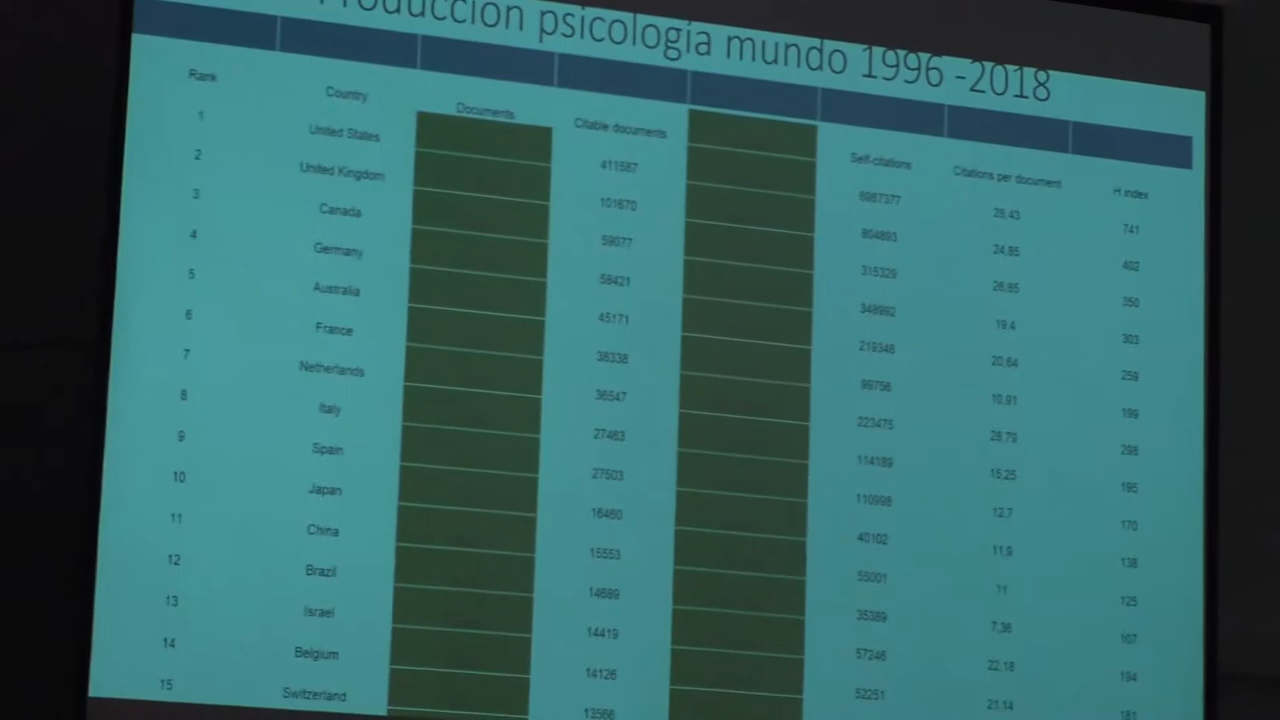 Producción psicología mundo 1996 -2018
Rank Country Documents Citable documents Self-citations Citations per document H index
1 United States 411587 6987377 28,43 741
2 United Kingdom 101670 804893 24,85 402
3 Canada 59077 315329 26,65 350
4 Germany 58421 348992 19,4 303
5 Australia 45171 219348 20,64 259
6 France 38338 99756 10,91 199
7 Netherlands 36547 223475 28,79 298
8 Italy 27463 114189 15,25 195
9 Spain 27503 110998 12,7 170
10 Japan 16460 40102 11,9 138
11 China 15553 55001 11 125
12 Brazil 14689 35389 7,36 107
13 Israel 14419 57246 22,18 194
14 Belgium 14126 52251 21,14 181
15 Switzerland 13566